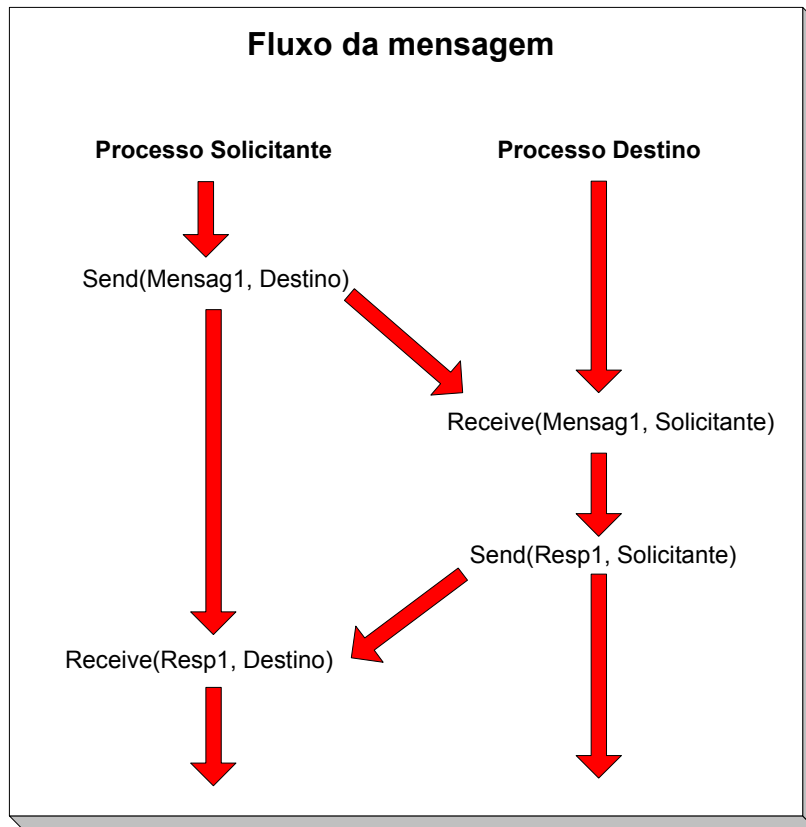 Fluxo da mensagem
Processo Solicitante
Processo Destino
Send(Mensag1, Destino)
Receive(Mensag1, Solicitante)
Send(Resp1, Solicitante)
Receive(Resp1, Destino)